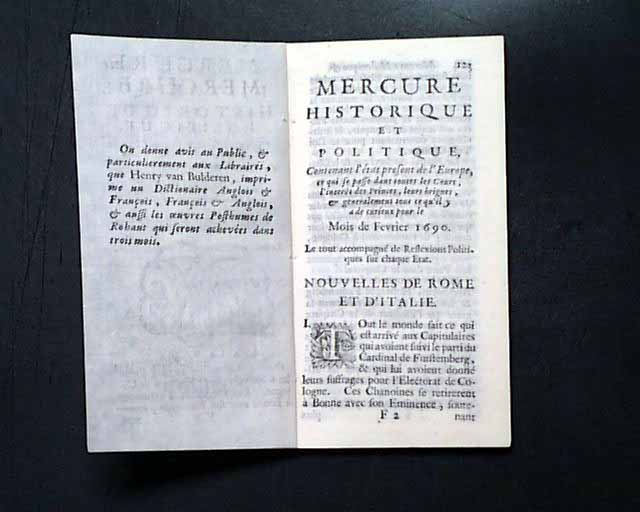 On donne avis au Public, &
particulierement aux Libraires,
que Henry van Bulderen, impri-
me un Dictionaire Anglois &
François, François & Anglois,
& aussi les œuvres Posthumes de
Rohant qui seront achevées dans
trois mois.
123
MERCURE
HISTORIQUE
ET
POLITIQUE,
Contenant l'état present de l'Europe,
ce qui se passe dans toutes les Cours,
l'interêt des Princes, leurs brigues,
& generalement tout ce qu'il y
a de curieux pour le
Mois de Fevrier 1690.
Le tout accompagné de Reflexions Politi-
ques sur chaque Etat.
NOUVELLES DE ROME
ET D'ITALIE.
I. TOut le monde sait ce qui
est arrivé aux Capitulaires
qui avoient suivi le parti du
Cardinal de Furstemberg,
& qui lui avoient donné
leurs suffrages pour l'Electorat de Co-
logne. Ces Chanoines se retirerent
à Bonne avec son Eminence, soute-
F 2 nant